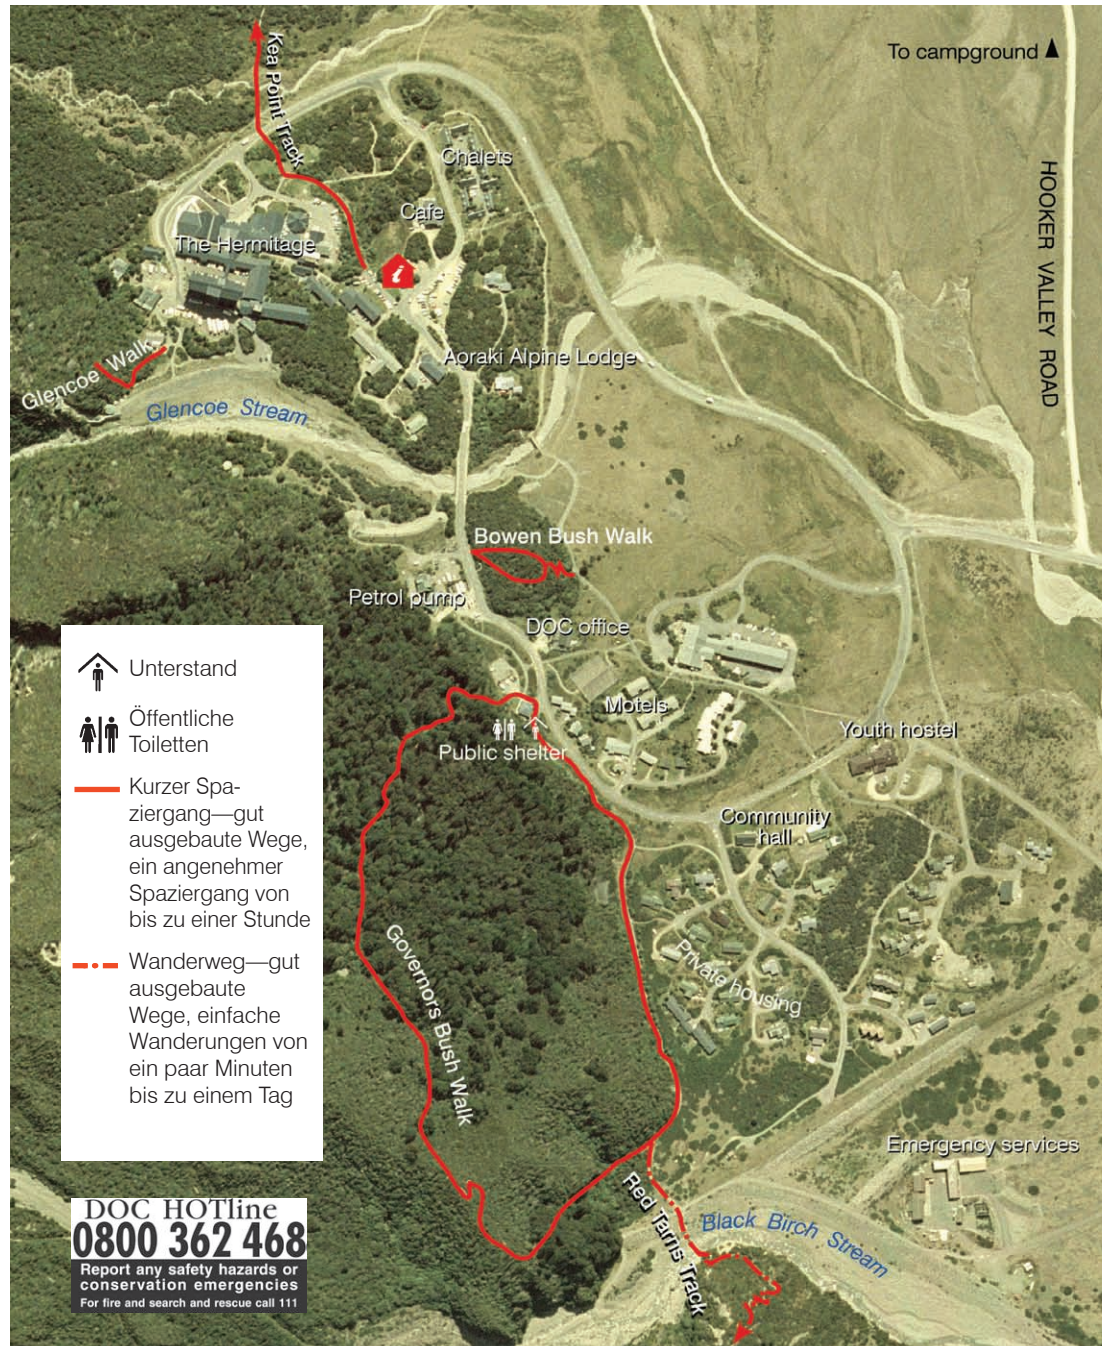 To campground
Kea Point Track
HOOKER VALLEY ROAD
Chalets
Cafe
The Hermitage
i
Aoraki Alpine Lodge
Glencoe Walk
Glencoe Stream
Bowen Bush Walk
Petrol pump
DOC office
Motels
Public shelter
Youth hostel
Community
hall
Private housing
Governors Bush Walk
Emergency services
Red Tarns Track
Black Birch Stream
Unterstand
Öffentliche
Toiletten
Kurzer Spa-
ziergang—gut
ausgebaute Wege,
ein angenehmer
Spaziergang von
bis zu einer Stunde
Wanderweg—gut
ausgebaute
Wege, einfache
Wanderungen von
ein paar Minuten
bis zu einem Tag
DOC HOTline
0800 362 468
Report any safety hazards or
conservation emergencies
For fire and search and rescue call 111